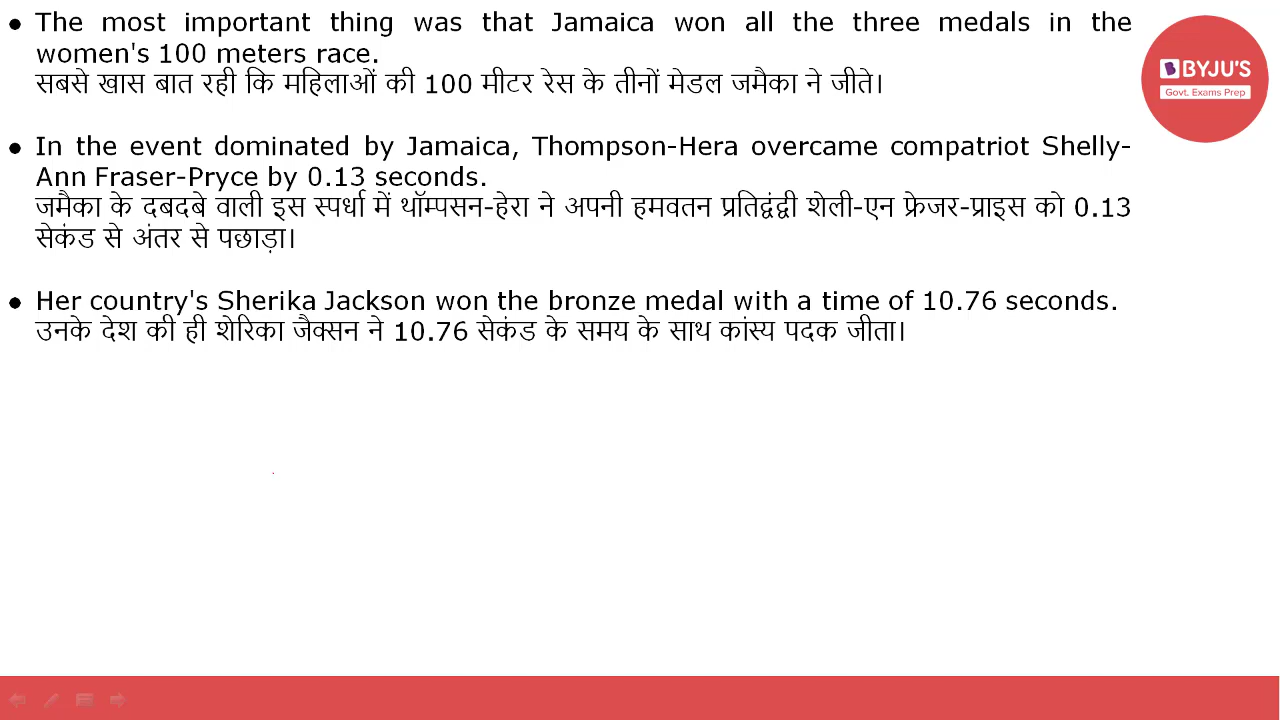 The most important thing was that Jamaica won all the three medals in the
women's 100 meters race.
सबसे खास बात रही कि महिलाओं की 100 मीटर रेस के तीनों मेडल जमैका ने जीते।
In the event dominated by Jamaica, Thompson-Hera overcame compatriot Shelly-
Ann Fraser-Pryce by 0.13 seconds.
जमैका के दबदबे वाली इस स्पर्धा में थॉम्पसन-हेरा ने अपनी हमवतन प्रतिद्वंद्वी शेली-एन फ्रेजर-प्राइस को 0.13
सेकंड से अंतर से पछाड़ा।
Her country's Sherika Jackson won the bronze medal with a time of 10.76 seconds.
उनके देश की ही शेरिका जैक्सन ने 10.76 सेकंड के समय के साथ कांस्य पदक जीता।
BYJU'S
Govt. Exams Prep